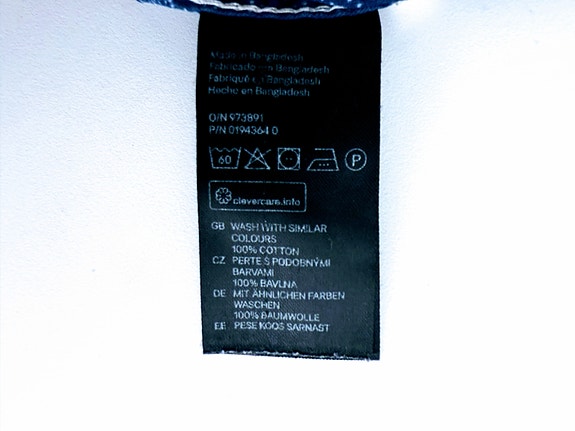 Made in Bangladesh
Fabricado en Bangladesh
Fabriqué au Bangladesh
Hecho en Bangladesh
O/N 973891
P/N 0194364 0
60 P
clevercare.info
GB WASH WITH SIMILAR
COLOURS
100% COTTON
CZ PERTE S PODOBNÝMI
BARVAMI
100% BAVLNA
DE MIT ÄHNLICHEN FARBEN
WASCHEN
100% BAUMWOLLE
EE PESE KOOS SARNAST